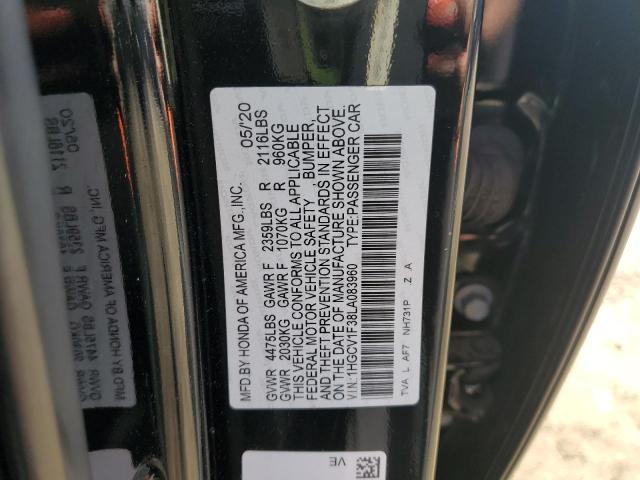 MFD.BY HONDA OF AMERICA MFG.,INC. 05/'20
GVWR 4475LBS GAWR F 2359LBS R 2116LBS
GVWR 2030KG GAWR F 1070KG R 960KG
THIS VEHICLE CONFORMS TO ALL APPLICABLE
FEDERAL MOTOR VEHICLE SAFETY BUMPER,
AND THEFT PREVENTION STANDARDS IN EFFECT
ON THE DATE OF MANUFACTURE SHOWN ABOVE.
VIN:1HGCV1F38LA083960 TYPE:PASSENGER CAR
TVA_L_AF7 NH731P _Z_A
VE